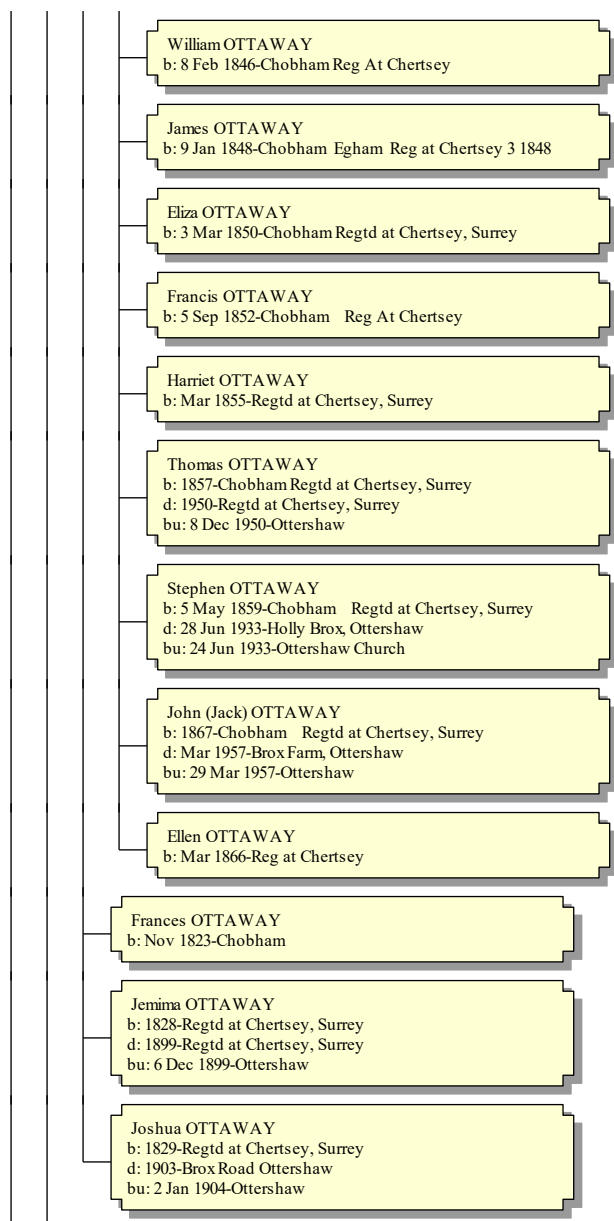 William OTTAWAY
b: 8 Feb 1846-Chobham Reg At Chertsey
James OTTAWAY
b: 9 Jan 1848-Chobham Egham Reg at Chertsey 3 1848
Eliza OTTAWAY
b: 3 Mar 1850-Chobham Regtd at Chertsey, Surrey
Francis OTTAWAY
b: 5 Sep 1852-Chobham Reg At Chertsey
Harriet OTTAWAY
b: Mar 1855-Regtd at Chertsey, Surrey
Thomas OTTAWAY
b: 1857-Chobham Regtd at Chertsey, Surrey
d: 1950-Regtd at Chertsey, Surrey
bu: 8 Dec 1950-Ottershaw
Stephen OTTAWAY
b: 5 May 1859-Chobham Regtd at Chertsey, Surrey
d: 28 Jun 1933-Holly Brox, Ottershaw
bu: 24 Jun 1933-Ottershaw Church
John (Jack) OTTAWAY
b: 1867-Chobham Regtd at Chertsey, Surrey
d: Mar 1957-Brox Farm, Ottershaw
bu: 29 Mar 1957-Ottershaw
Ellen OTTAWAY
b: Mar 1866-Reg at Chertsey
Frances OTTAWAY
b: Nov 1823-Chobham
Jemima OTTAWAY
b: 1828-Regtd at Chertsey, Surrey
d: 1899-Regtd at Chertsey, Surrey
bu: 6 Dec 1899-Ottershaw
Joshua OTTAWAY
b: 1829-Regtd at Chertsey, Surrey
d: 1903-Brox Road Ottershaw
bu: 2 Jan 1904-Ottershaw